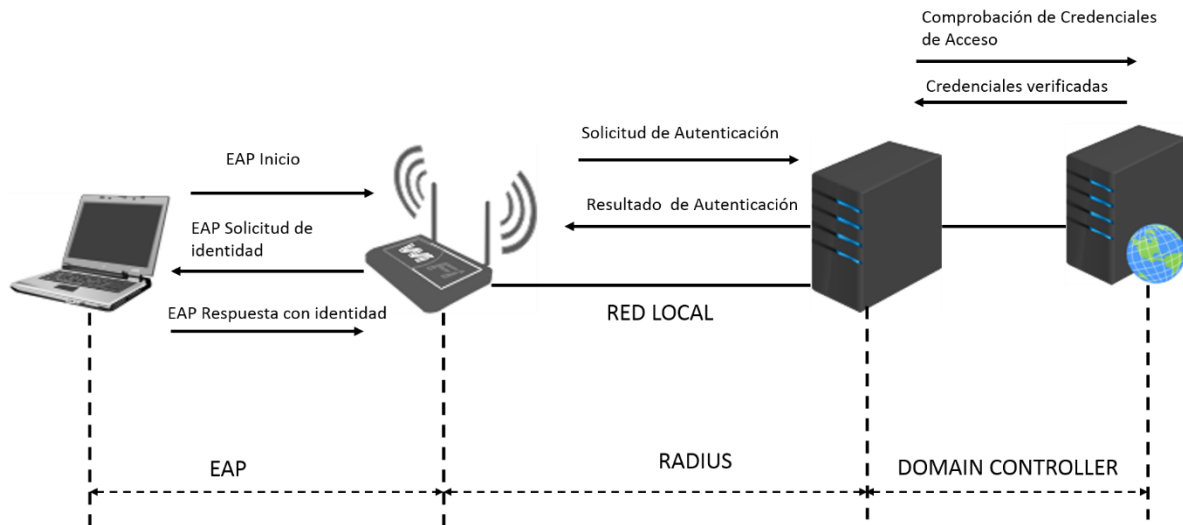 Comprobación de Credenciales
de Acceso
Credenciales verificadas
Solicitud de Autenticación
EAP Inicio
Resultado de Autenticación
EAP Solicitud de
identidad
EAP Respuesta con identidad
RED LOCAL
EAP
RADIUS
DOMAIN CONTROLLER